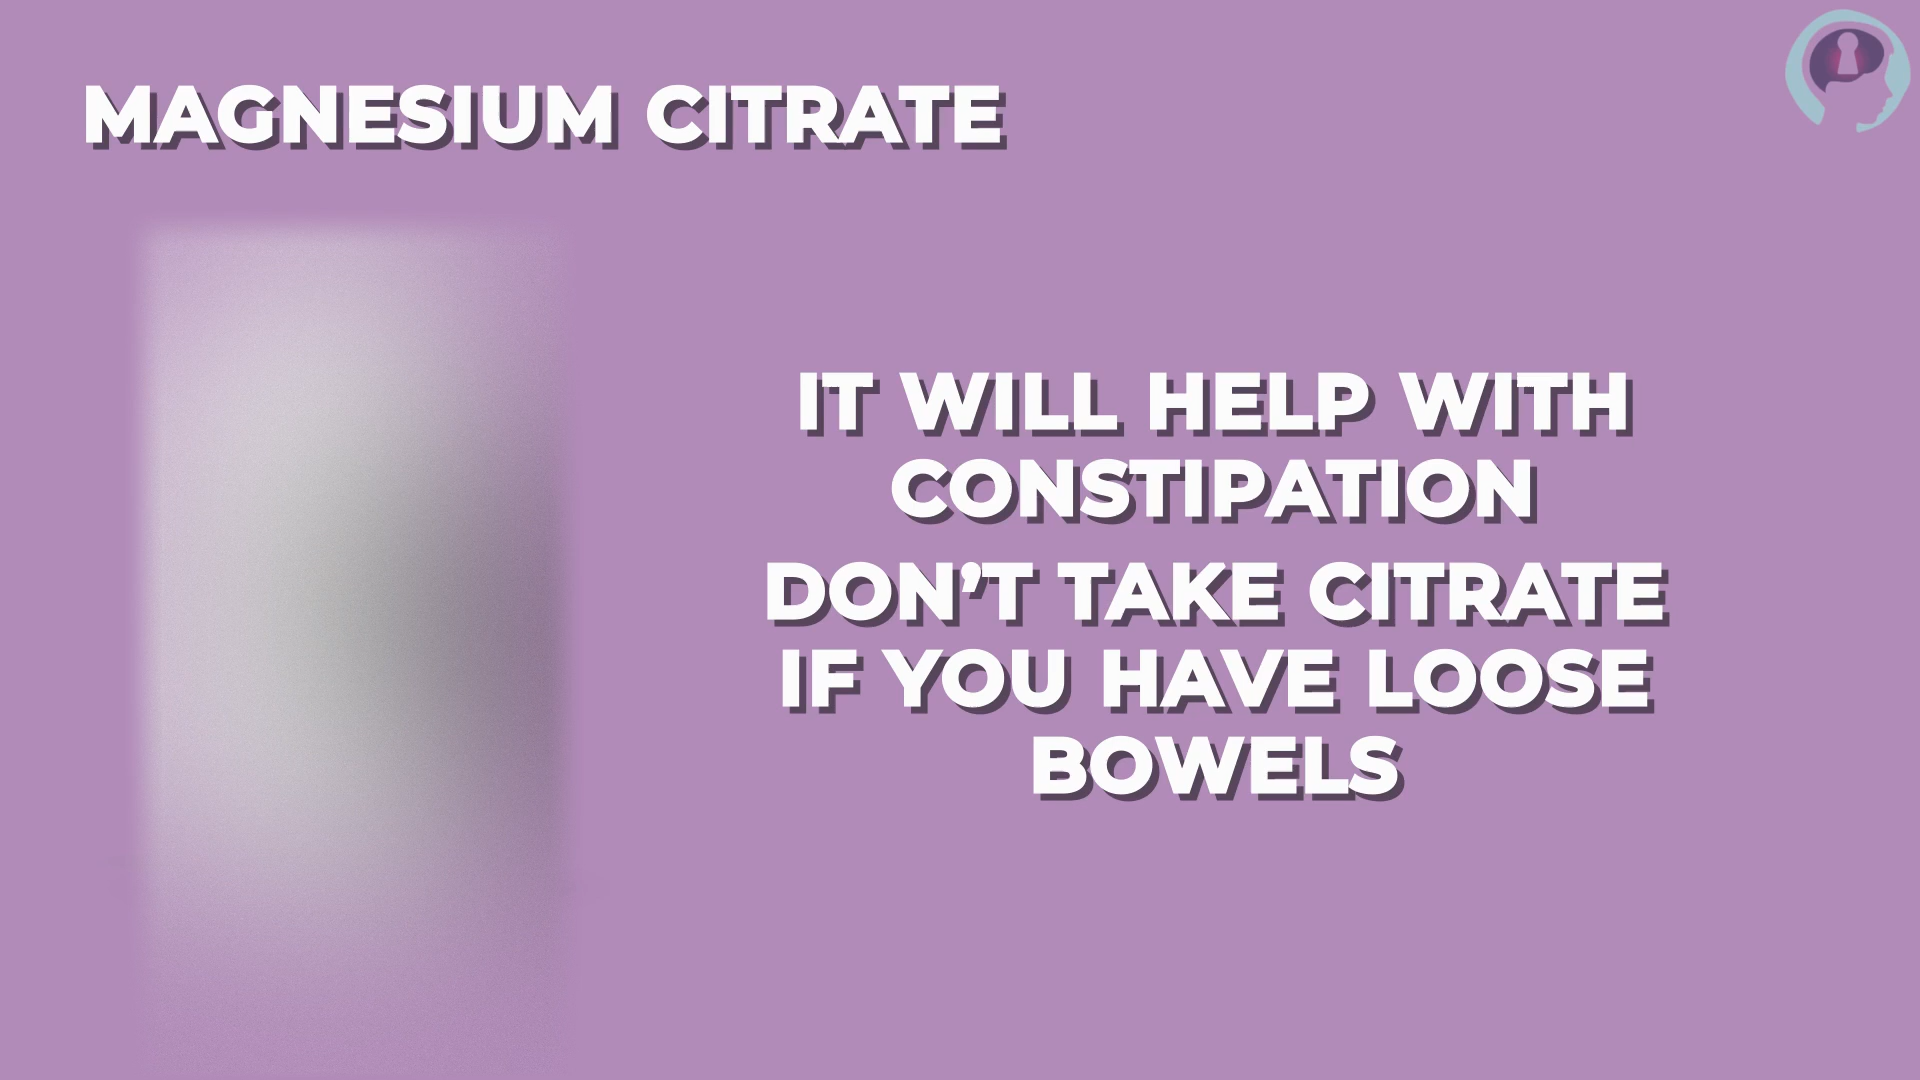 MAGNESIUM CITRATE
IT WILL HELP WITH
CONSTIPATION
DON’T TAKE CITRATE
IF YOU HAVE LOOSE
BOWELS